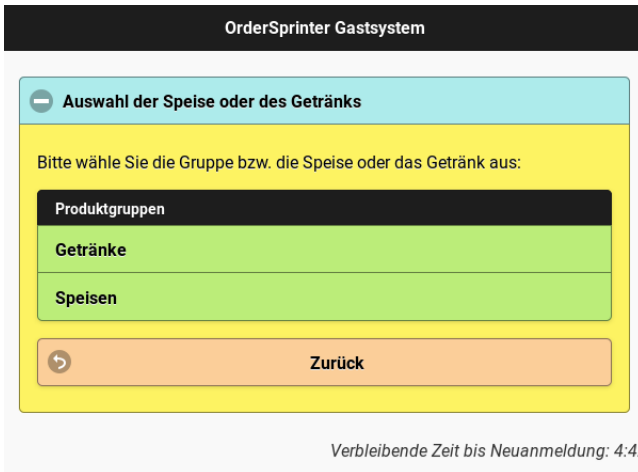 OrderSprinter Gastsystem
Auswahl der Speise oder des Getränks
Bitte wähle Sie die Gruppe bzw. die Speise oder das Getränk aus:
Produktgruppen
Getränke
Speisen
Zurück
Verbleibende Zeit bis Neuanmeldung: 4:4